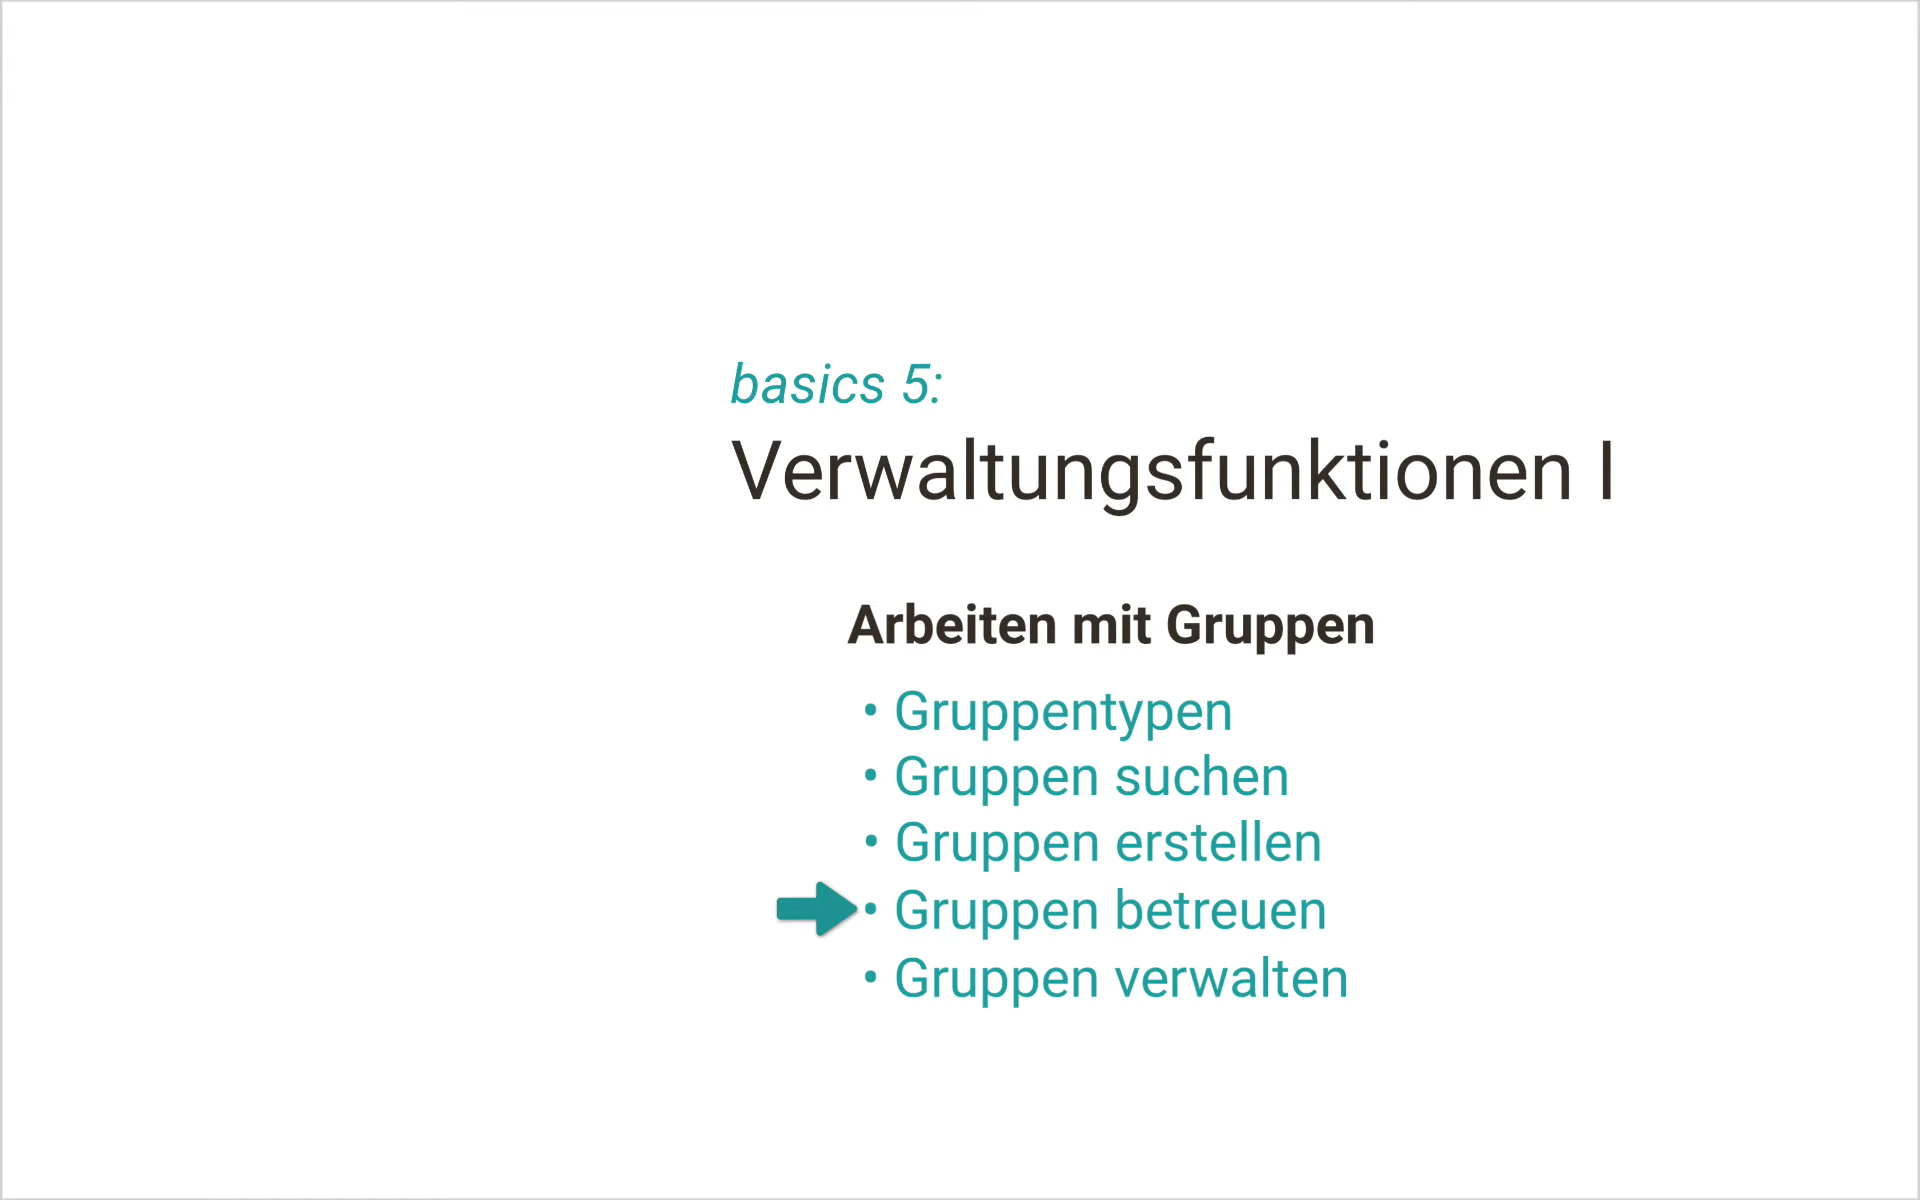 basics 5:
Verwaltungsfunktionen I
Arbeiten mit Gruppen
• Gruppentypen
• Gruppen suchen
• Gruppen erstellen
• Gruppen betreuen
• Gruppen verwalten